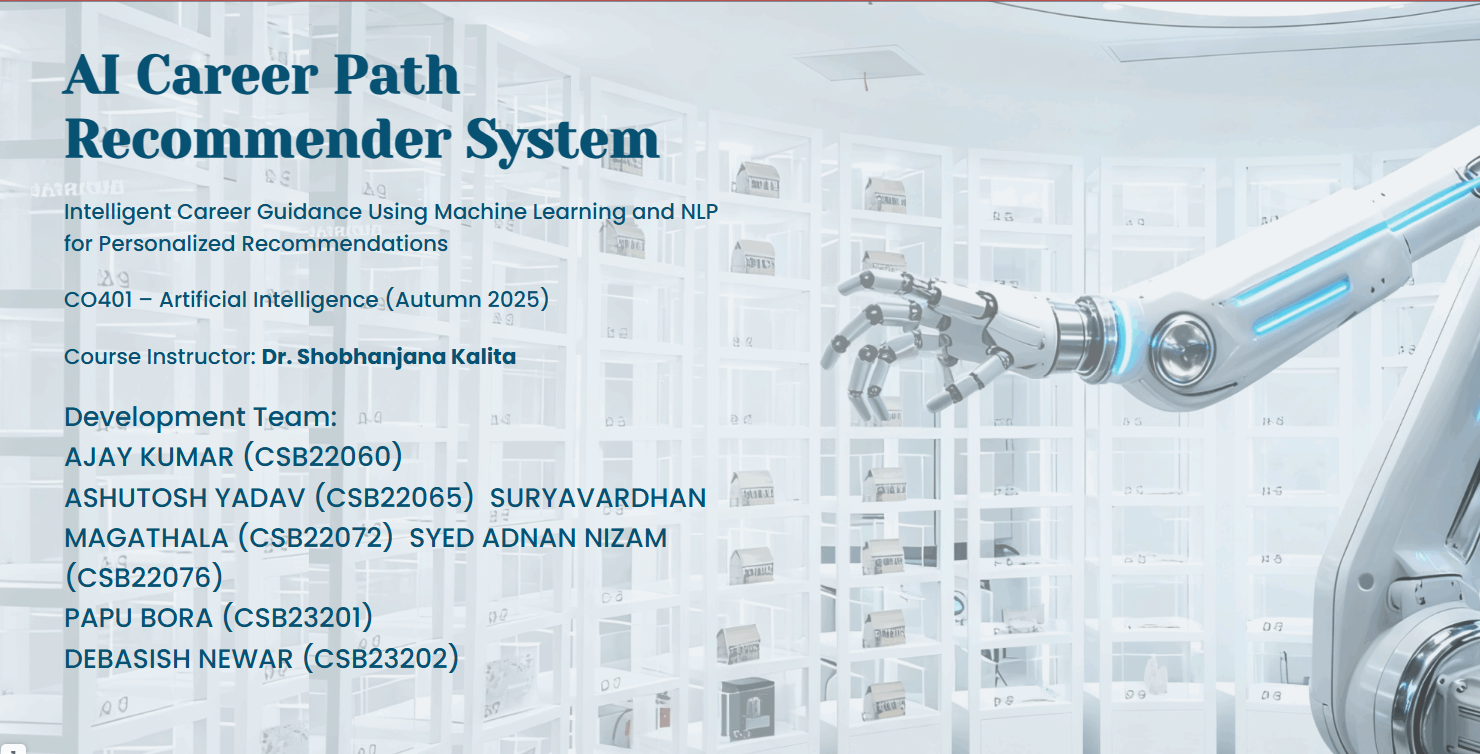 AI Career Path
Recommender System
Intelligent Career Guidance Using Machine Learning and NLP
for Personalized Recommendations
CO401 – Artificial Intelligence (Autumn 2025)
Course Instructor: Dr. Shobhanjana Kalita
Development Team:
AJAY KUMAR (CSB22060)
ASHUTOSH YADAV (CSB22065)  SURYAVARDHAN
MAGATHALA (CSB22072)  SYED ADNAN NIZAM
(CSB22076)
PAPU BORA (CSB23201)
DEBASISH NEWAR (CSB23202)